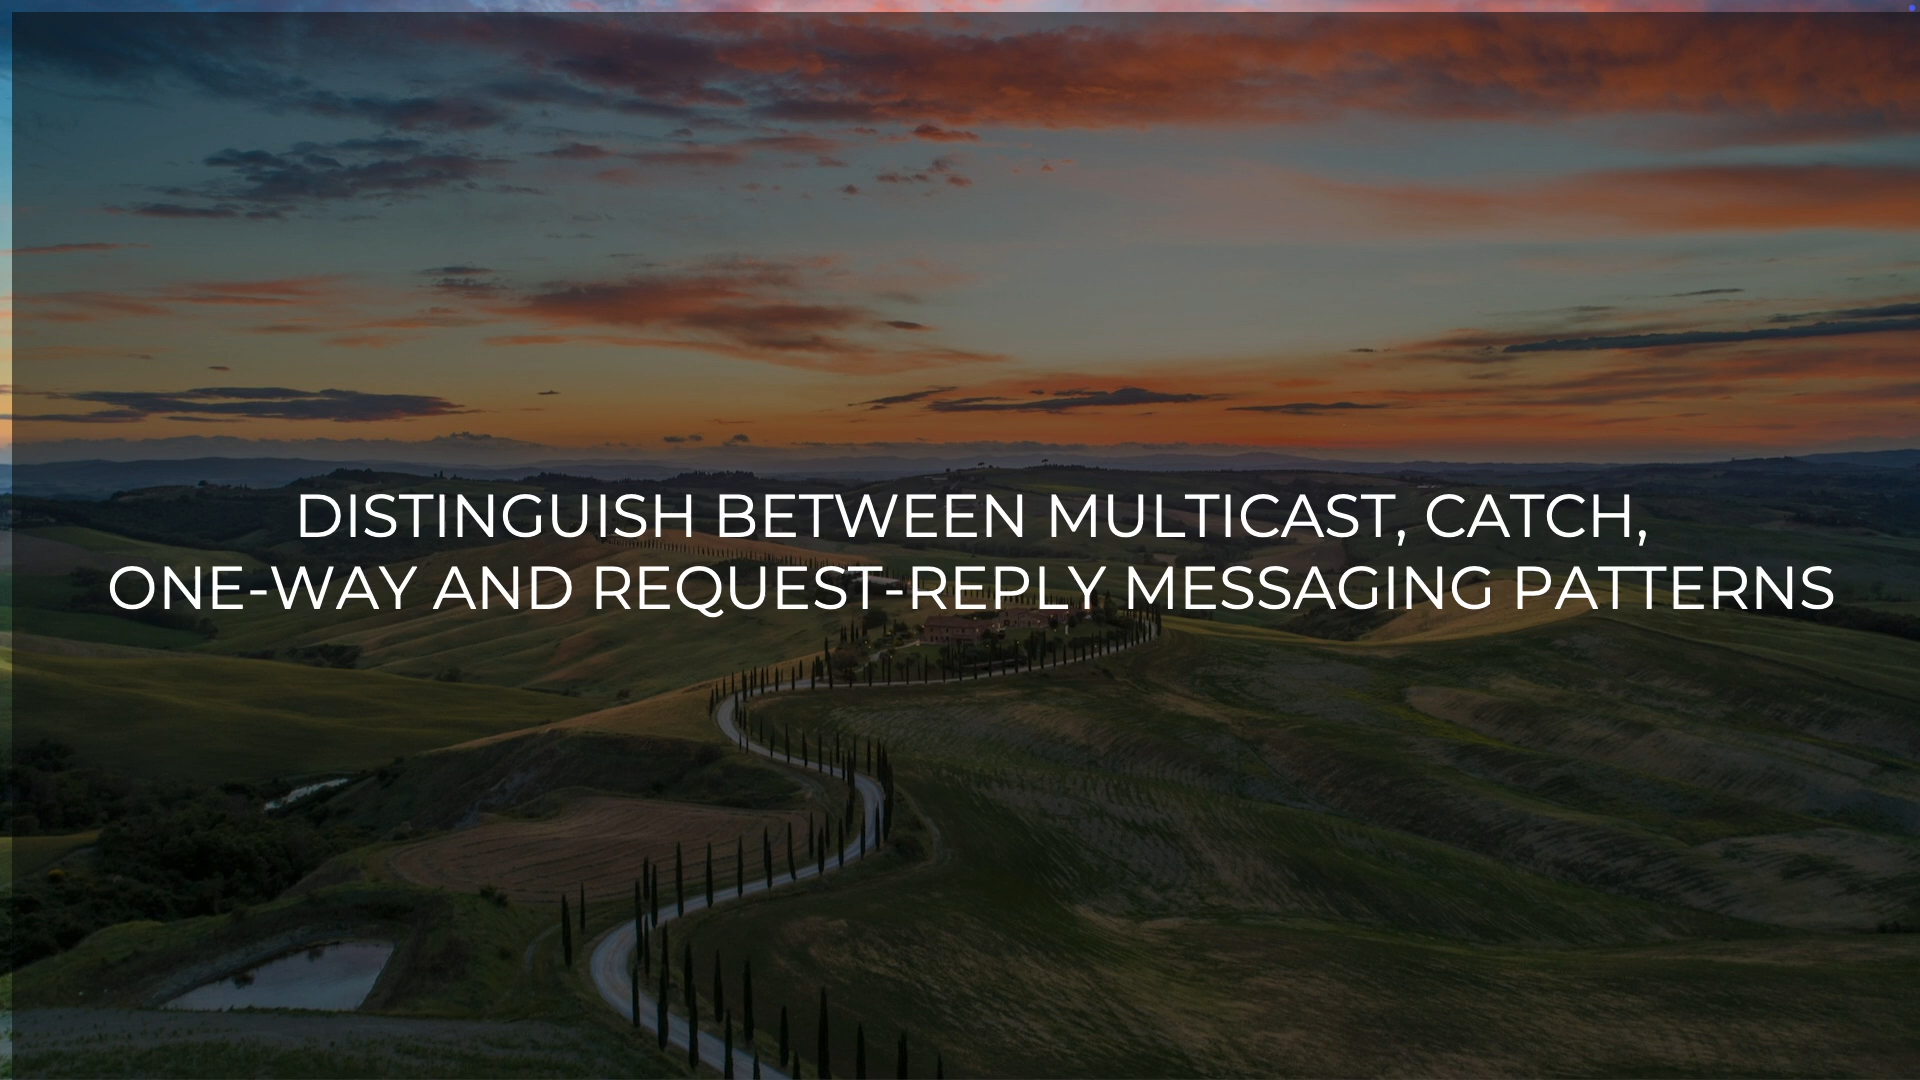 DISTINGUISH BETWEEN MULTICAST, CATCH,
ONE-WAY AND REQUEST-REPLY MESSAGING PATTERNS